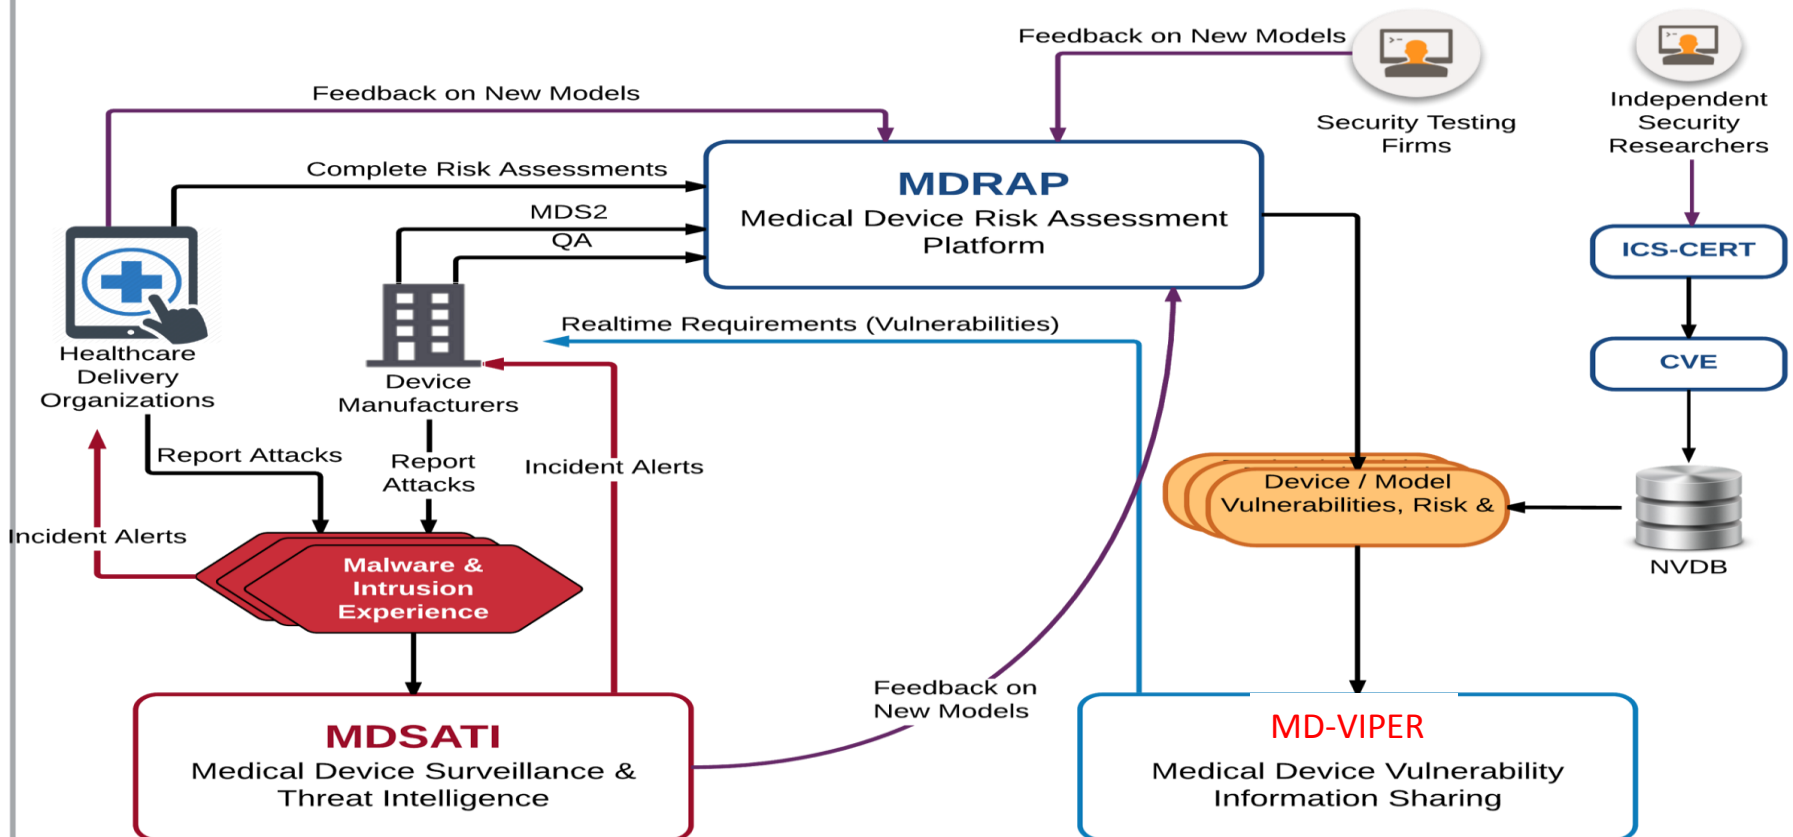 Feedback on New Models
Feedback on New Models
Security Testing
Firms
Independent
Security
Researchers
Complete Risk Assessments
MDS2
QA
MDRAP
Medical Device Risk Assessment
Platform
ICS-CERT
CVE
NVDB
Healthcare
Delivery
Organizations
Device
Manufacturers
Realtime Requirements (Vulnerabilities)
Report Attacks
Report
Attacks
Incident Alerts
Incident Alerts
Device / Model
Vulnerabilities, Risk &
Malware &
Intrusion
Experience
Feedback on
New Models
MDSATI
Medical Device Surveillance &
Threat Intelligence
MD-VIPER
Medical Device Vulnerability
Information Sharing